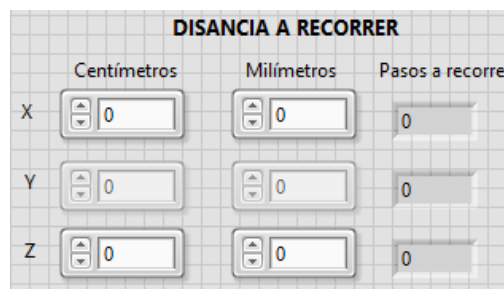 DISANCIA A RECORRER
Centímetros Milímetros Pasos a recorre
X 0 0 0
Y 0 0 0
Z 0 0 0